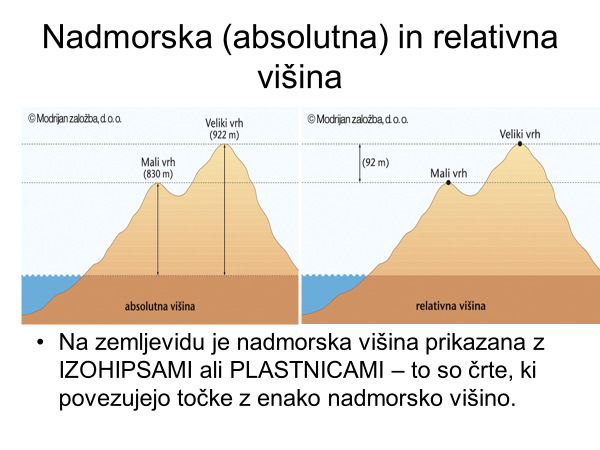 Nadmorska (absolutna) in relativna
višina
© Modrijan založba, d. o. o.
Veliki vrh
(922 m)
Mali vrh
(830 m)
absolutna višina
© Modrijan založba, d. o. o.
Veliki vrh
(92 m)
Mali vrh
relativna višina
• Na zemljevidu je nadmorska višina prikazana z
IZOHIPSAMI ali PLASTNICAMI – to so črte, ki
povezujejo točke z enako nadmorsko višino.